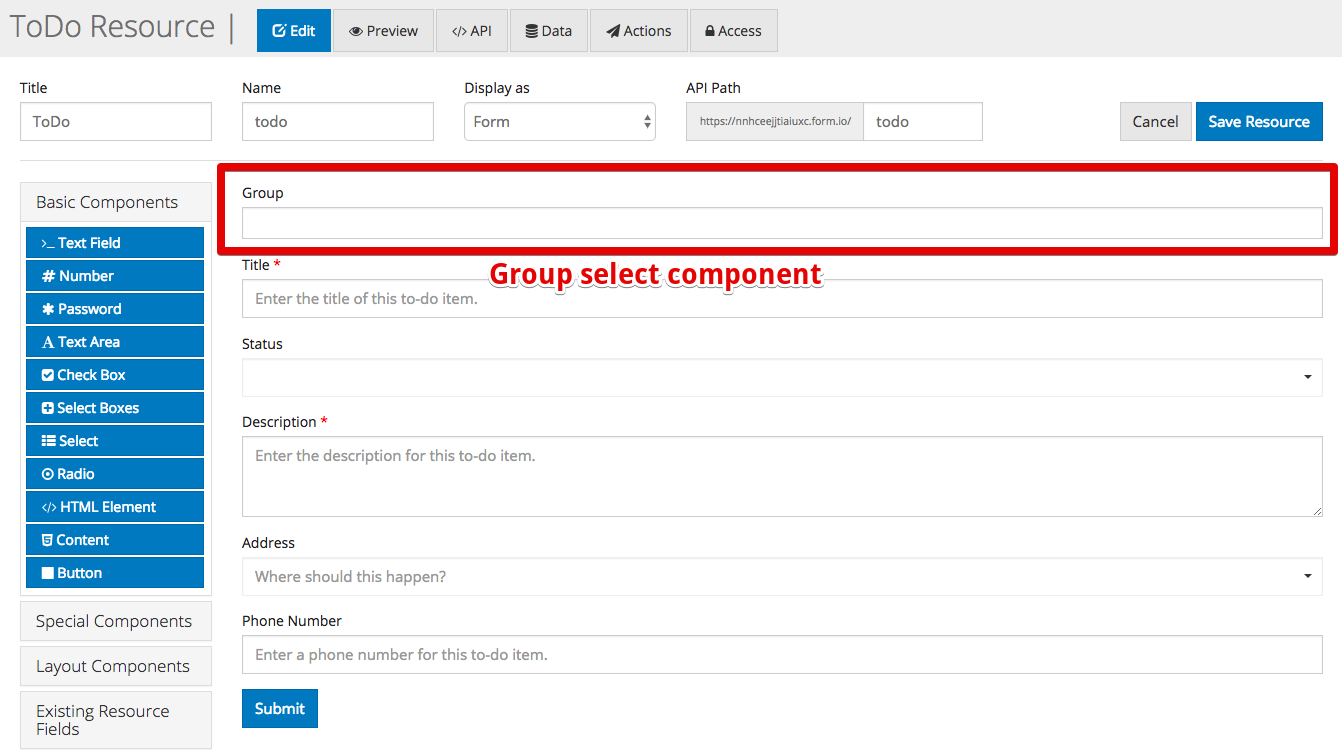 ToDo Resource |
Edit
Preview
</> API
Data
Actions
Access
Title
Name
Display as
API Path
ToDo
todo
Form
https://nnhceejjtiaiuxc.form.io/
todo
Cancel
Save Resource
Basic Components
>_ Text Field
# Number
✱ Password
A Text Area
Check Box
Select Boxes
Select
Radio
</> HTML Element
Content
Button
Special Components
Layout Components
Existing Resource
Fields
Group
Group select component
Title *
Enter the title of this to-do item.
Status
Description *
Enter the description for this to-do item.
Address
Where should this happen?
Phone Number
Enter a phone number for this to-do item.
Submit